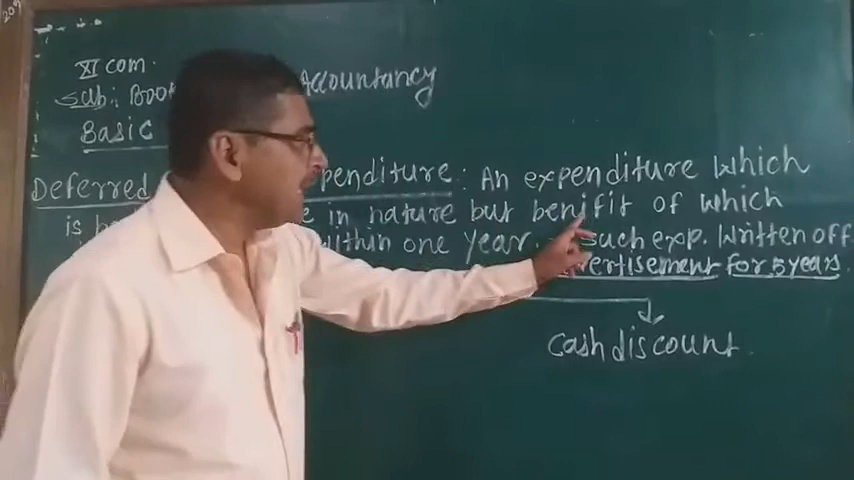 XI com.
Sub: Book Accountancy
Basic
Deferred penditure : An expenditure which
is in nature but benifit of which
within one year. such exp. Written off
vertisement for 5 years.
cash discount.